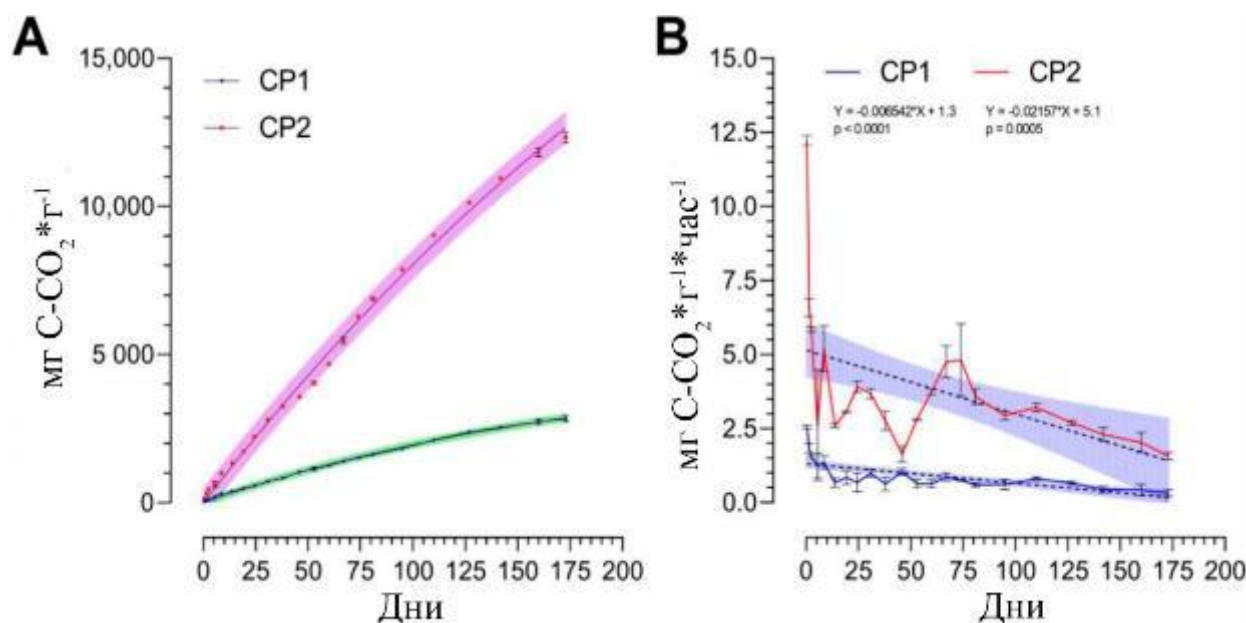 A
15,000
10,000
5 000
0
мг C-CO₂*г⁻¹
CP1
CP2
0 25 50 75 100 125 150 175 200
Дни
B
15.0
12.5
10.0
7.5
5.0
2.5
0.0
мг C-CO₂*г⁻¹*час⁻¹
CP1 CP2
Y = -0.006542*X + 1.3 Y = -0.02157*X + 5.1
p < 0.0001 p = 0.0005
0 25 50 75 100 125 150 175 200
Дни